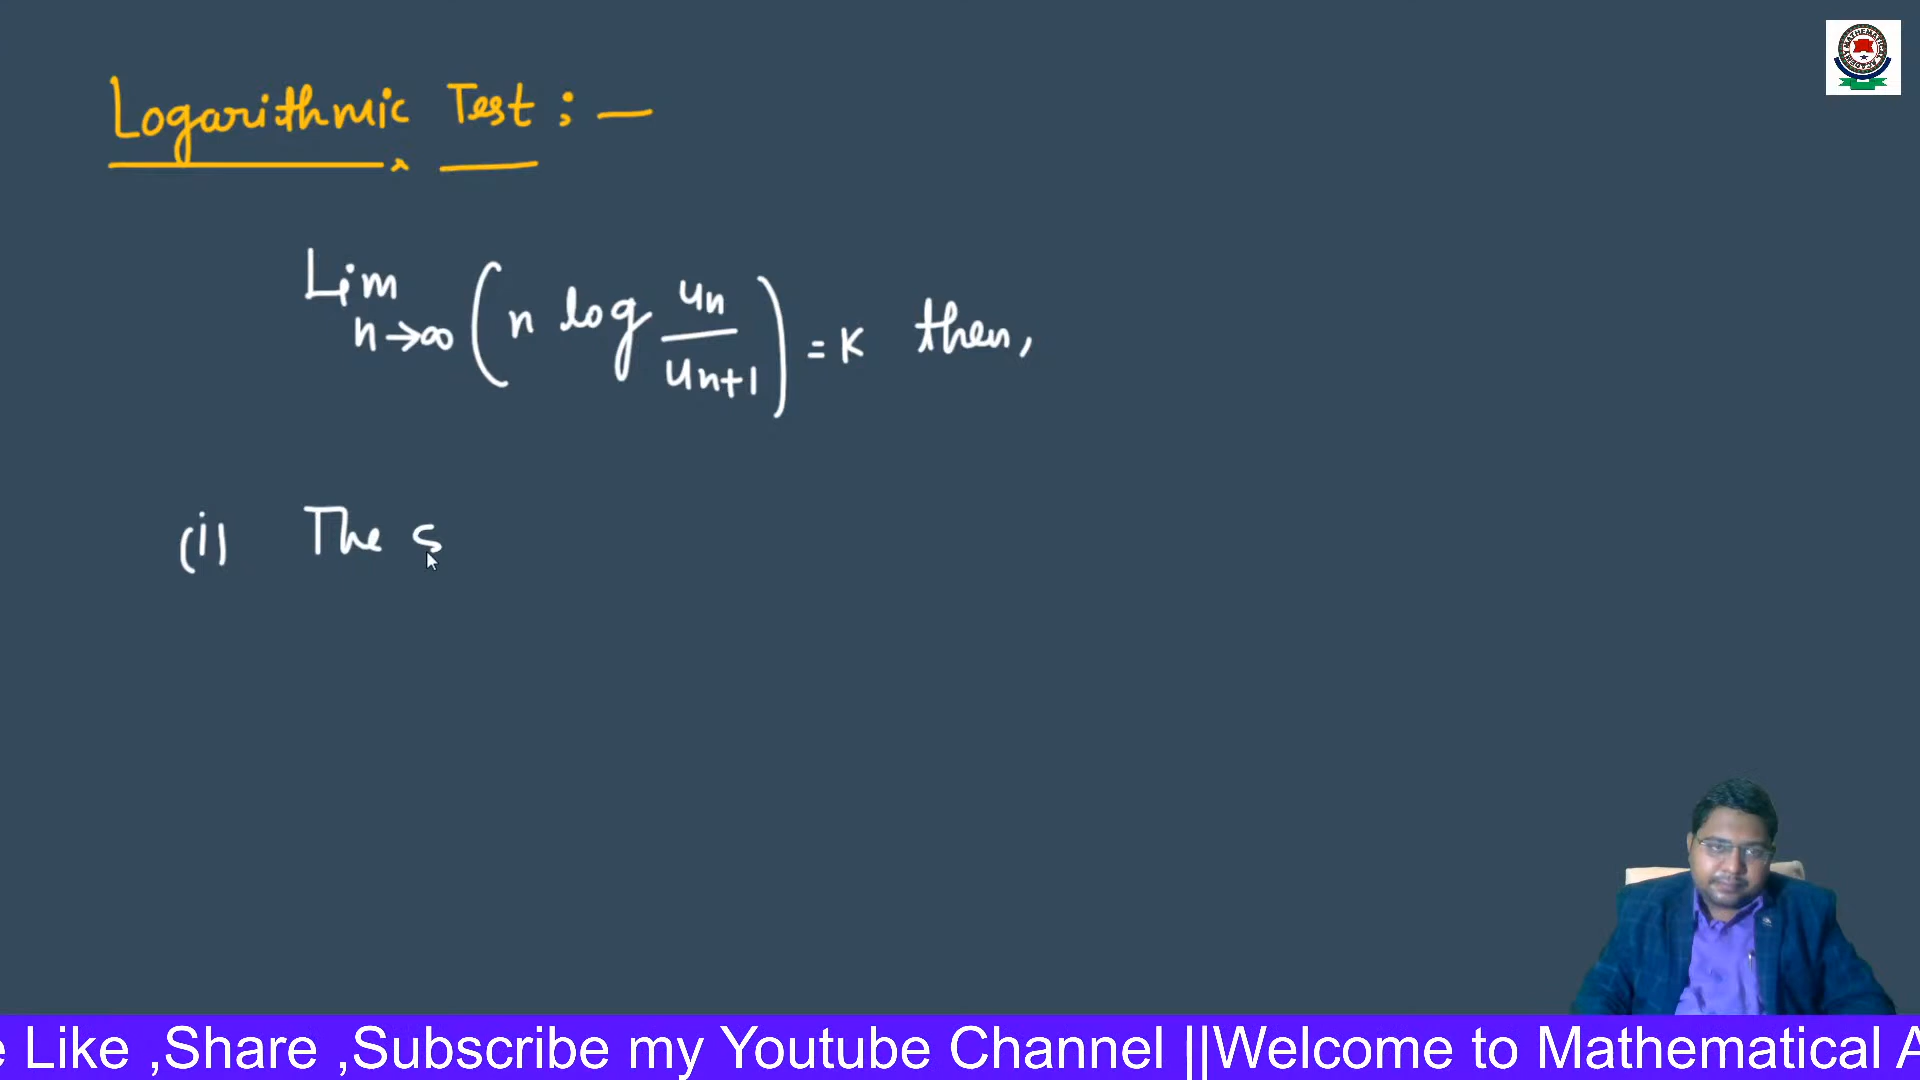 Logarithmic Test : —
Lim n→∞ ( n log un/un+1 ) = K then,
(i) The s
e Like ,Share ,Subscribe my Youtube Channel ||Welcome to Mathematical A